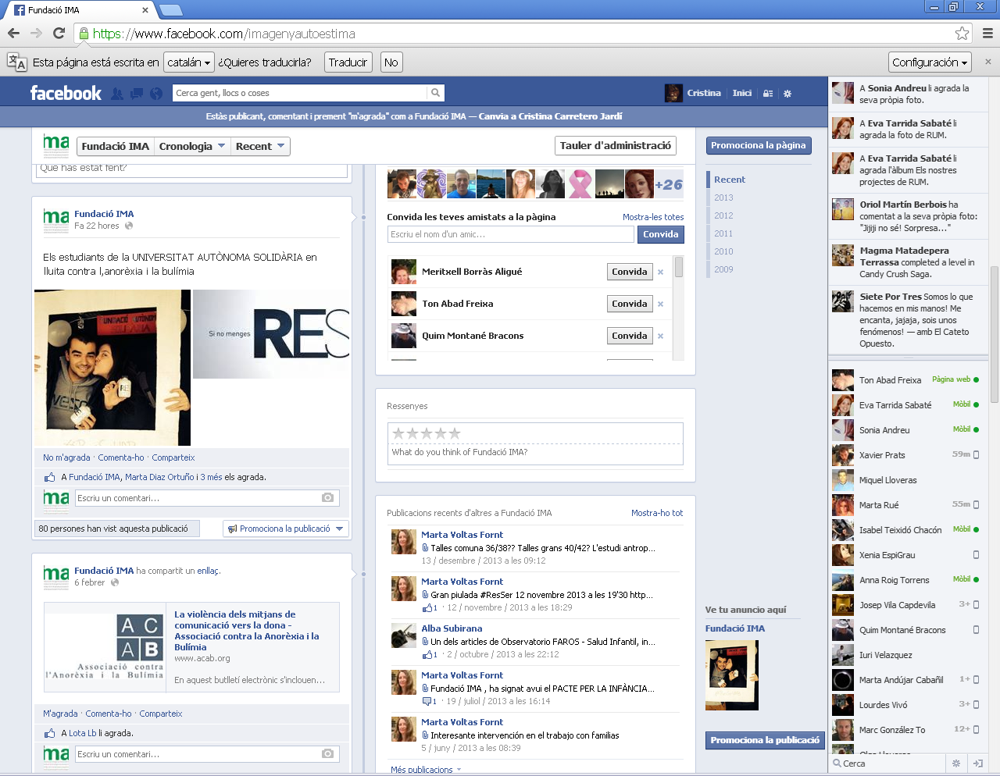 Fundació IMA
https://www.facebook.com/imagenyautoestima
Esta página está escrita en catalán ¿Quieres traducirla? Traducir No Configuración
facebook
Cerca gent, llocs o coses
Cristina Inici
Estàs publicant, comentant i prement "m'agrada" com a Fundació IMA — Canvia a Cristina Carretero Jardí
ima
Fundació IMA Cronologia Recent
Tauler d'administració
Què has estat fent?
ima
Fundació IMA
Fa 22 hores
Els estudiants de la UNIVERSITAT AUTÒNOMA SOLIDÀRIA en
lluita contra l,anorèxia i la bulímia
Si no menges
RES
No m'agrada · Comenta-ho · Comparteix
A Fundació IMA, Marta Diaz Ortuño i 3 més els agrada.
ima
Escriu un comentari...
80 persones han vist aquesta publicació
Promociona la publicació
ima
Fundació IMA ha compartit un enllaç.
6 febrer
ACAB
Associació contra
l'Anorèxia i la Bulímia
La violència dels mitjans de
comunicació vers la dona -
Associació contra la Anorèxia i la
Bulímia
www.acab.org
En aquest butlletí electrònic s'inclouen...
M'agrada · Comenta-ho · Comparteix
A Lota Lb li agrada.
ima
Escriu un comentari...
+26
Convida les teves amistats a la pàgina
Mostra-les totes
Escriu el nom d'un amic...
Convida
Meritxell Borràs Aligué
Convida
Ton Abad Freixa
Convida
Quim Montané Bracons
Convida
Ressenyes
What do you think of Fundació IMA?
Publicacions recents d'altres a Fundació IMA
Mostra-ho tot
Marta Voltas Fornt
Talles comuna 36/38?? Talles grans 40/42? L'estudi antrop...
13 / desembre / 2013 a les 09:12
Marta Voltas Fornt
Gran piulada #ResSer 12 novembre 2013 a les 19'30 http...
1 · 12 / novembre / 2013 a les 18:29
Alba Subirana
Un dels articles de Observatorio FAROS - Salud Infantil, in...
1 · 2 / octubre / 2013 a les 22:12
Marta Voltas Fornt
Fundació IMA , ha signat avui el PACTE PER LA INFÀNCIA...
1 · 19 / juliol / 2013 a les 16:14
Marta Voltas Fornt
Interesante intervención en el trabajo con familias
5 / juny / 2013 a les 08:39
Més publicacions
Promociona la pàgina
Recent
2013
2012
2011
2010
2009
Ve tu anuncio aquí
Fundació IMA
Promociona la publicació
A Sonia Andreu li agrada la
seva pròpia foto.
A Eva Tarrida Sabaté li
agrada la foto de RUM.
A Eva Tarrida Sabaté li
agrada l'àlbum Els nostres
projectes de RUM.
Oriol Martín Berbois ha
comentat a la seva pròpia foto:
"Jijiji no sé! Sorpresa..."
Magma Matadepera
Terrassa completed a level in
Candy Crush Saga.
Siete Por Tres Somos lo que
hacemos en mis manos! Me
encanta, jajaja, sois unos
fenómenos! — amb El Cateto
Opuesto.
Ton Abad Freixa Pàgina web
Eva Tarrida Sabaté Mòbil
Sonia Andreu Mòbil
Xavier Prats 59m
Miquel Lloveras
Marta Rué 55m
Isabel Teixidó Chacón Mòbil
Xenia EspiGrau
Anna Roig Torrens Mòbil
Josep Vila Capdevila 3+
Quim Montané Bracons
Iuri Velazquez
Marta Andújar Cabañil 1+
Lourdes Vivó 3+
Marc González To 12+
Cerca